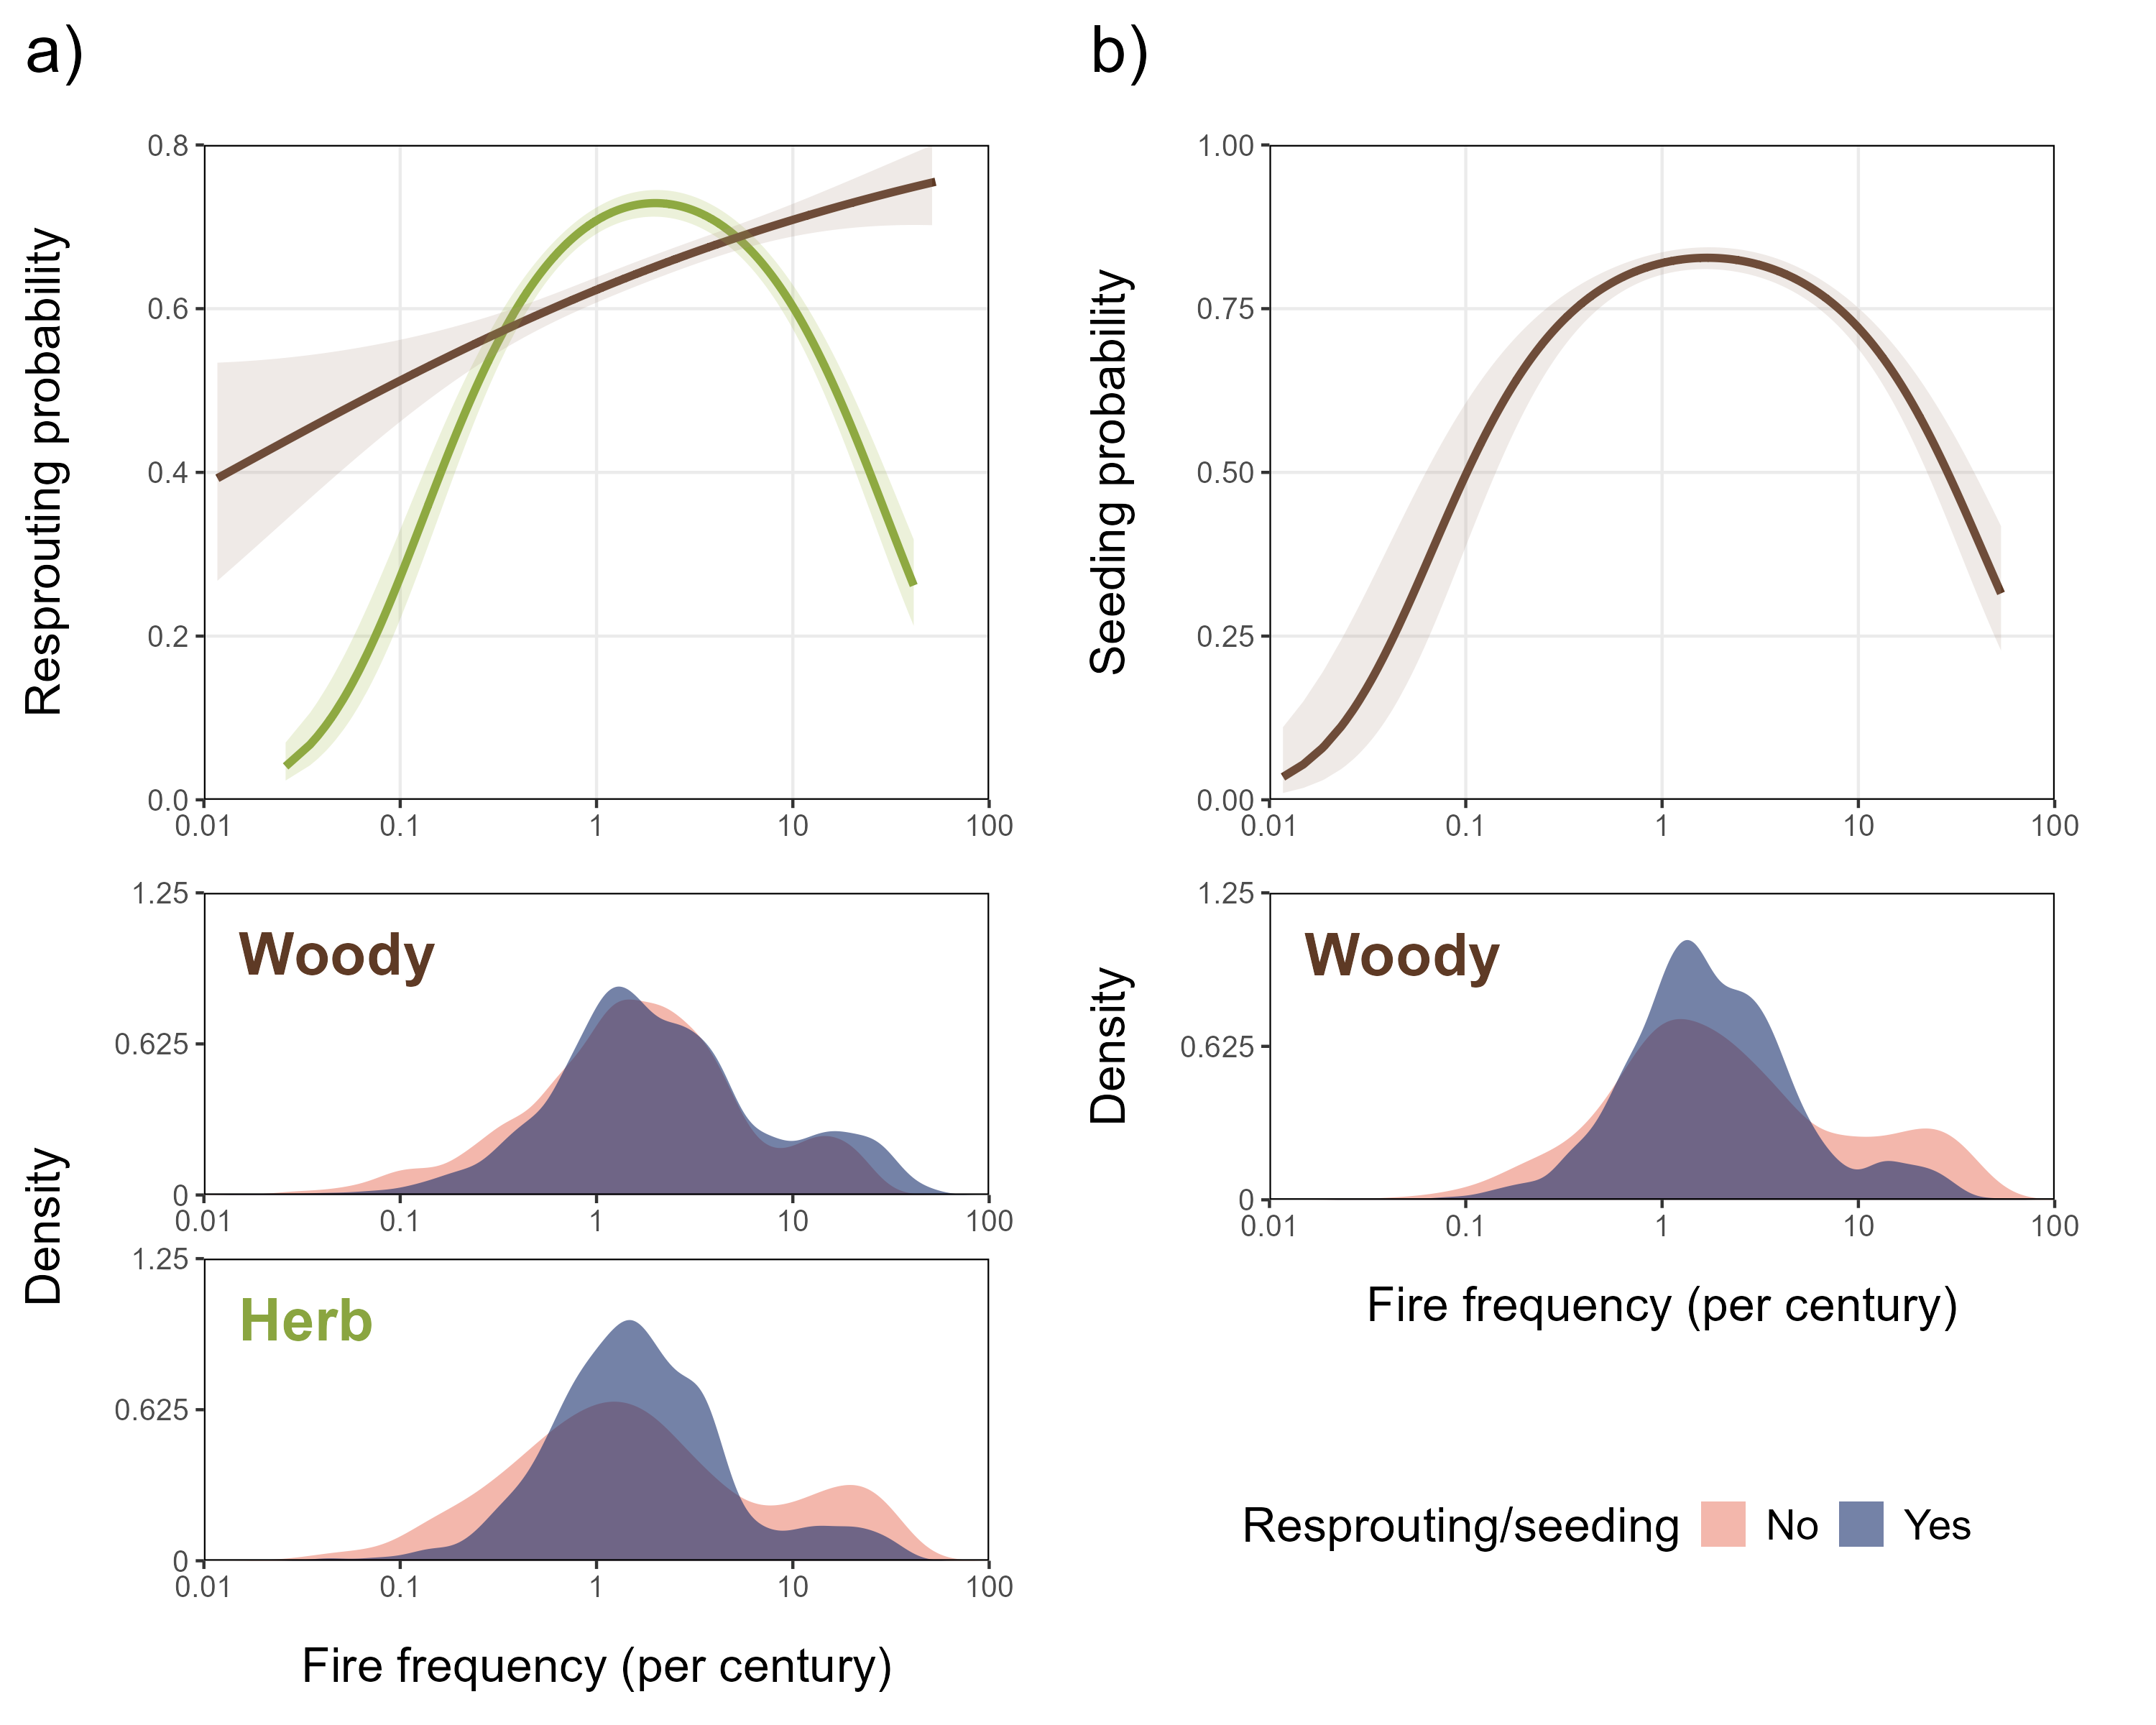 a)
Resprouting probability
0.8
0.6
0.4
0.2
0.0
0.01 0.1 1 10 100
Density
1.25
0.625
0
Woody
0.01 0.1 1 10 100
1.25
0.625
0
Herb
0.01 0.1 1 10 100
Fire frequency (per century)
b)
Seeding probability
1.00
0.75
0.50
0.25
0.00
0.01 0.1 1 10 100
Density
1.25
0.625
0
Woody
0.01 0.1 1 10 100
Fire frequency (per century)
Resprouting/seeding No Yes